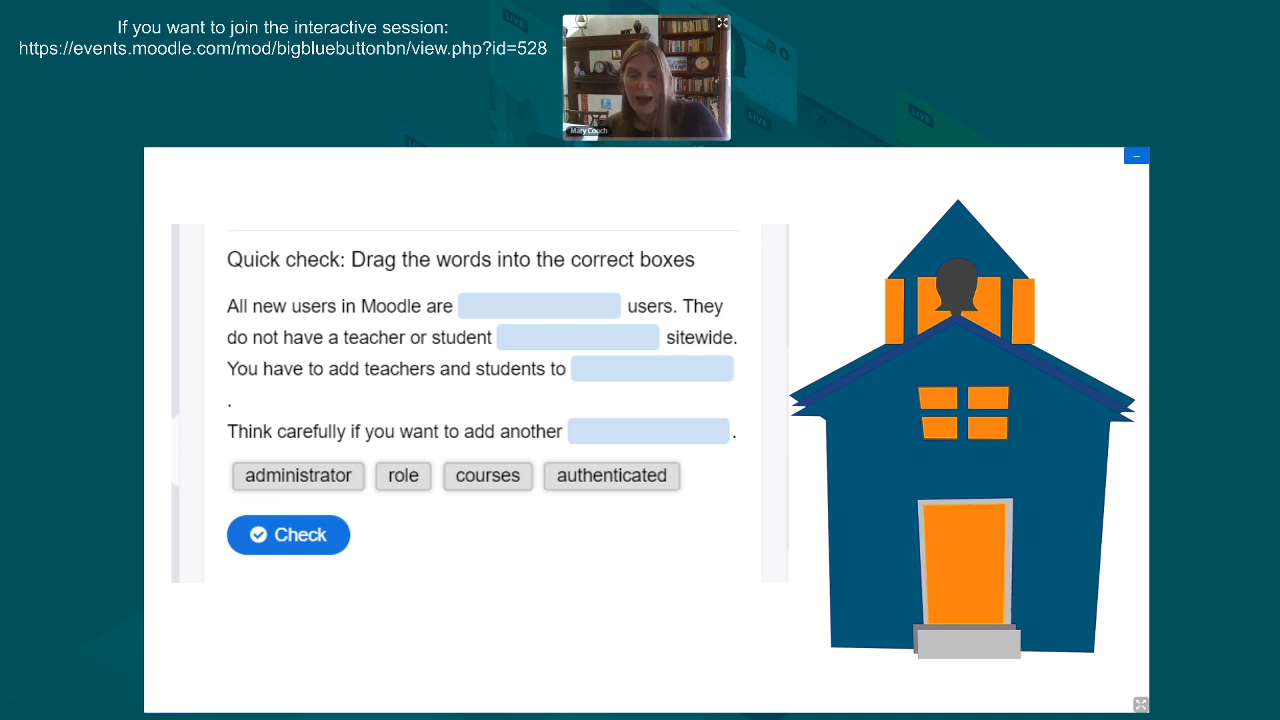 If you want to join the interactive session:
https://events.moodle.com/mod/bigbluebuttonbn/view.php?id=528
LIVE
LIVE
LIVE
Mary Cooch
Quick check: Drag the words into the correct boxes
All new users in Moodle are users. They
do not have a teacher or student sitewide.
You have to add teachers and students to
.
Think carefully if you want to add another .
administrator role courses authenticated
Check